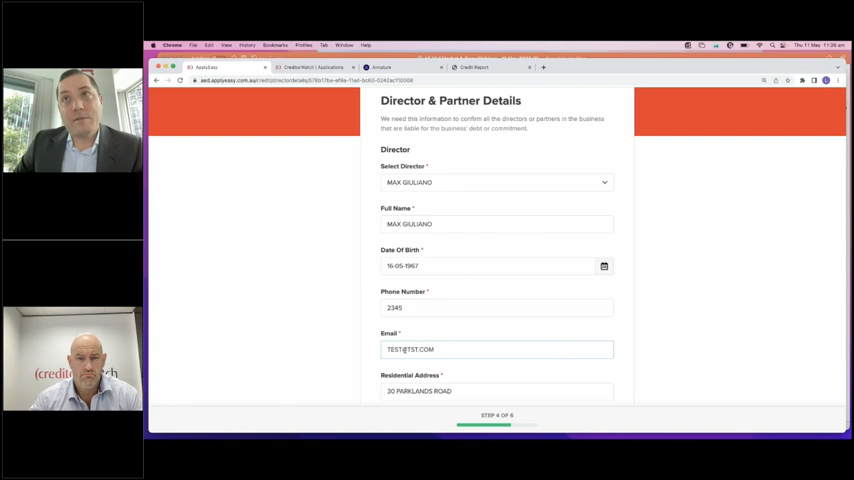 Chrome File Edit View History Bookmarks Profiles Tab Window Help
Thu 11 May 11:26 am
ApplyEasy
CreditorWatch | Applications
Armature
Credit Report
Director & Partner Details
We need this information to confirm all the directors or partners in the business
that are liable for the business' debt or commitment.
Director
Select Director *
MAX GIULIANO
Full Name *
MAX GIULIANO
Date Of Birth *
16-05-1967
Phone Number *
2345
Email *
TEST@TST.COM
Residential Address *
30 PARKLANDS ROAD
STEP 4 OF 6